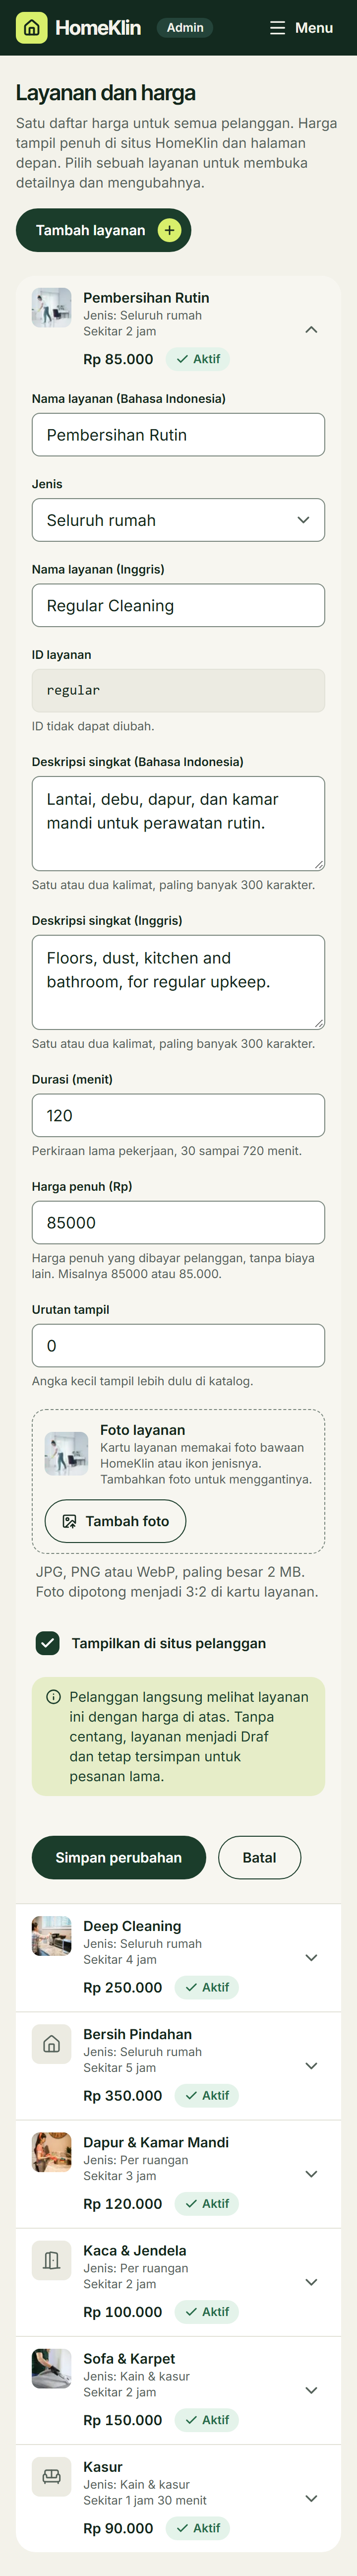 HomeKlin
Admin
Menu
Layanan dan harga
Satu daftar harga untuk semua pelanggan. Harga
tampil penuh di situs HomeKlin dan halaman
depan. Pilih sebuah layanan untuk membuka
detailnya dan mengubahnya.
Tambah layanan
Pembersihan Rutin
Jenis: Seluruh rumah
Sekitar 2 jam
Rp 85.000
Aktif
Nama layanan (Bahasa Indonesia)
Pembersihan Rutin
Jenis
Seluruh rumah
Nama layanan (Inggris)
Regular Cleaning
ID layanan
regular
ID tidak dapat diubah.
Deskripsi singkat (Bahasa Indonesia)
Lantai, debu, dapur, dan kamar
mandi untuk perawatan rutin.
Satu atau dua kalimat, paling banyak 300 karakter.
Deskripsi singkat (Inggris)
Floors, dust, kitchen and
bathroom, for regular upkeep.
Satu atau dua kalimat, paling banyak 300 karakter.
Durasi (menit)
120
Perkiraan lama pekerjaan, 30 sampai 720 menit.
Harga penuh (Rp)
85000
Harga penuh yang dibayar pelanggan, tanpa biaya
lain. Misalnya 85000 atau 85.000.
Urutan tampil
0
Angka kecil tampil lebih dulu di katalog.
Foto layanan
Kartu layanan memakai foto bawaan
HomeKlin atau ikon jenisnya.
Tambahkan foto untuk menggantinya.
Tambah foto
JPG, PNG atau WebP, paling besar 2 MB.
Foto dipotong menjadi 3:2 di kartu layanan.
Tampilkan di situs pelanggan
Pelanggan langsung melihat layanan
ini dengan harga di atas. Tanpa
centang, layanan menjadi Draf
dan tetap tersimpan untuk
pesanan lama.
Simpan perubahan
Batal
Deep Cleaning
Jenis: Seluruh rumah
Sekitar 4 jam
Rp 250.000
Aktif
Bersih Pindahan
Jenis: Seluruh rumah
Sekitar 5 jam
Rp 350.000
Aktif
Dapur & Kamar Mandi
Jenis: Per ruangan
Sekitar 3 jam
Rp 120.000
Aktif
Kaca & Jendela
Jenis: Per ruangan
Sekitar 2 jam
Rp 100.000
Aktif
Sofa & Karpet
Jenis: Kain & kasur
Sekitar 2 jam
Rp 150.000
Aktif
Kasur
Jenis: Kain & kasur
Sekitar 1 jam 30 menit
Rp 90.000
Aktif